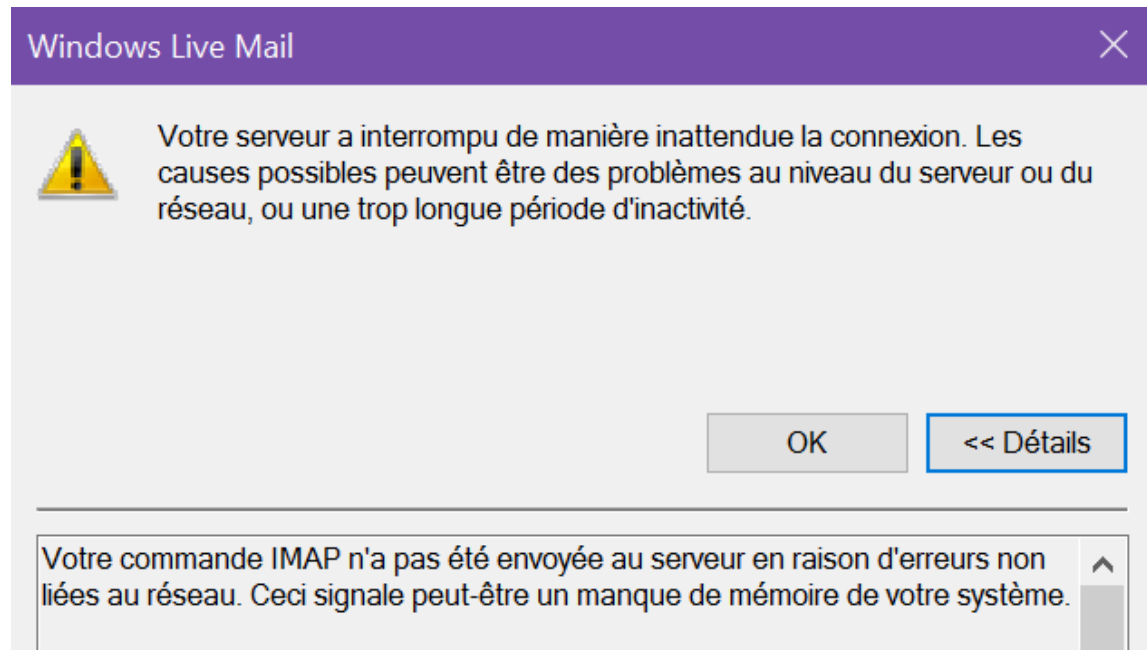 Windows Live Mail
Votre serveur a interrompu de manière inattendue la connexion. Les
causes possibles peuvent être des problèmes au niveau du serveur ou du
réseau, ou une trop longue période d'inactivité.
OK
<< Détails
Votre commande IMAP n'a pas été envoyée au serveur en raison d'erreurs non
liées au réseau. Ceci signale peut-être un manque de mémoire de votre système.